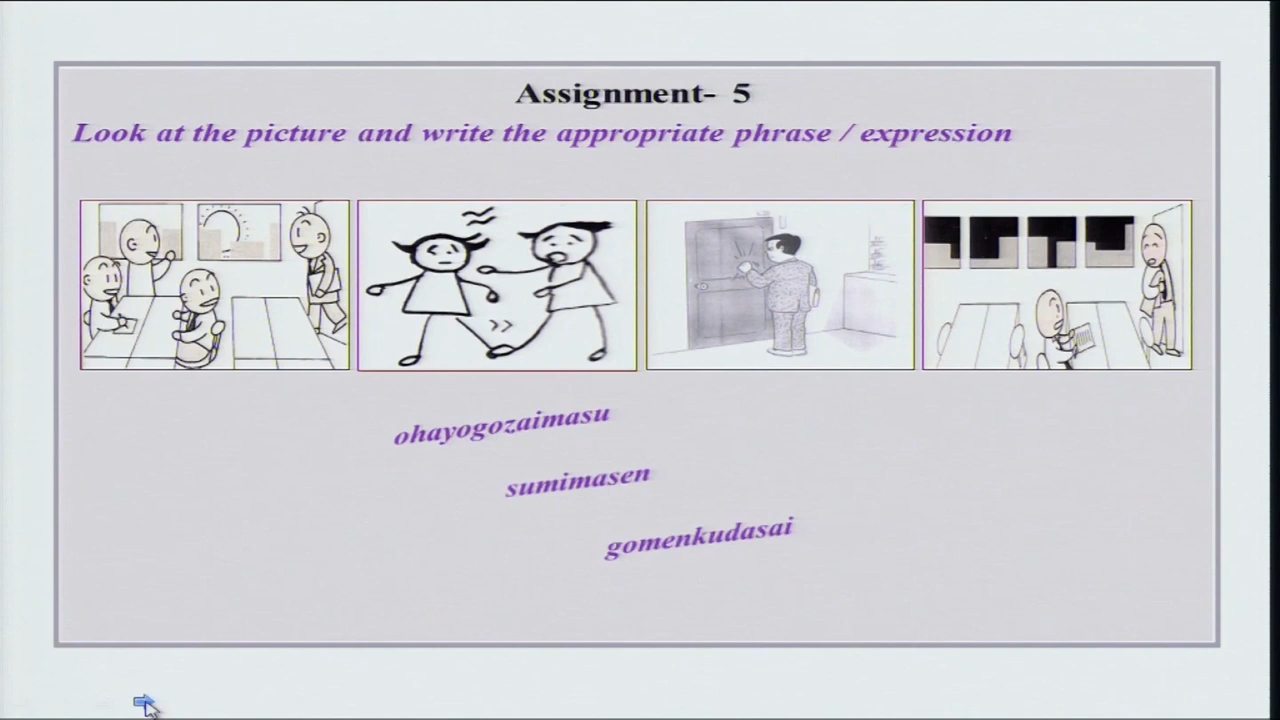 Assignment- 5
Look at the picture and write the appropriate phrase / expression
ohayogozaimasu
sumimasen
gomenkudasai